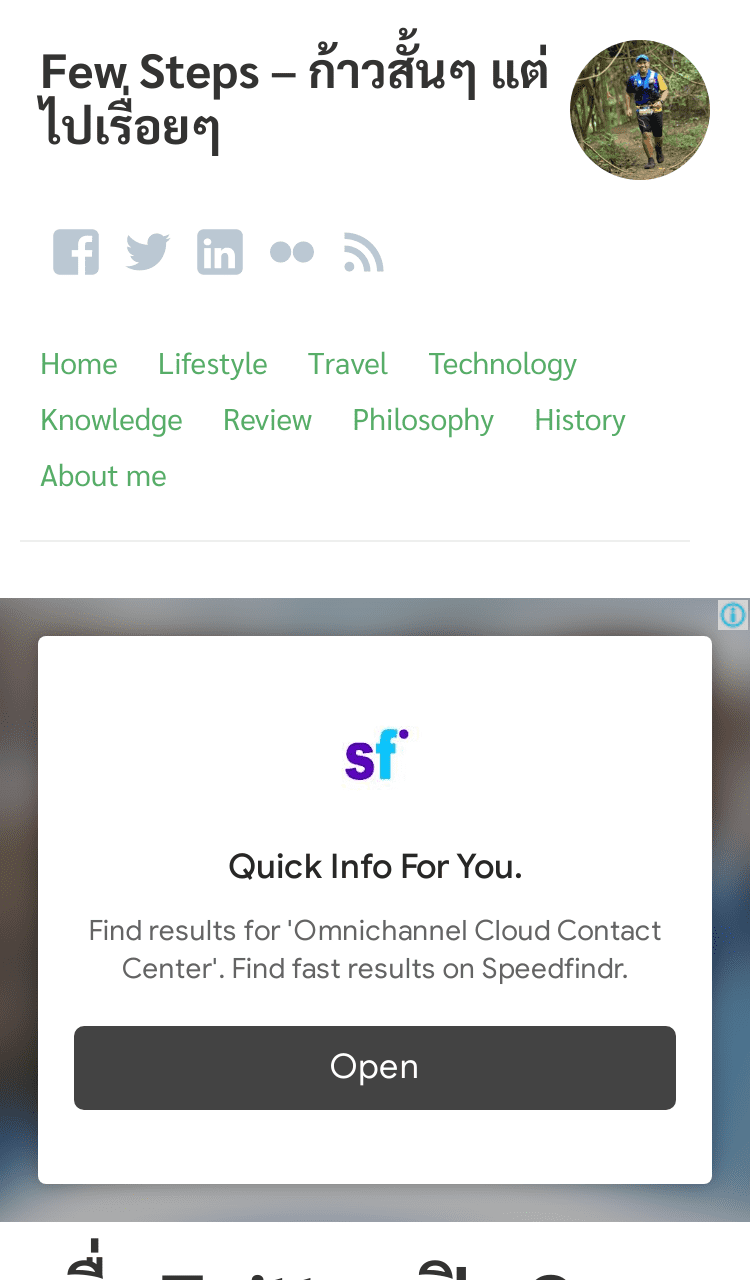 Few Steps – ก้าวสั้นๆ แต่
ไปเรื่อยๆ
Home Lifestyle Travel Technology
Knowledge Review Philosophy History
About me
sf
Quick Info For You.
Find results for 'Omnichannel Cloud Contact
Center'. Find fast results on Speedfindr.
Open